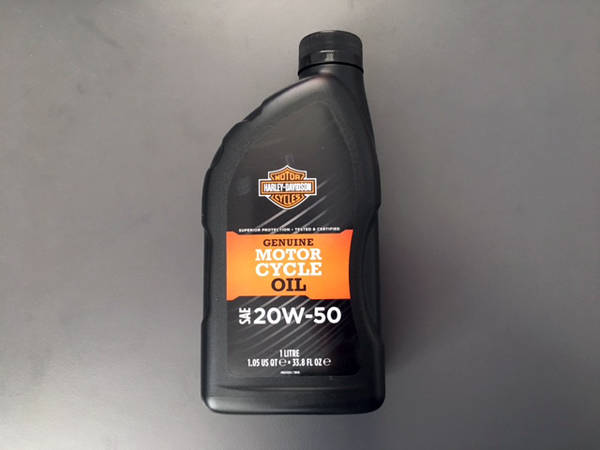 MOTOR
HARLEY-DAVIDSON
CYCLES
SUPERIOR PROTECTION • TESTED & CERTIFIED
GENUINE
MOTOR
CYCLE
OIL
SAE 20W-50
1 LITRE
1.05 US QT ℮ • 33.8 FL OZ ℮